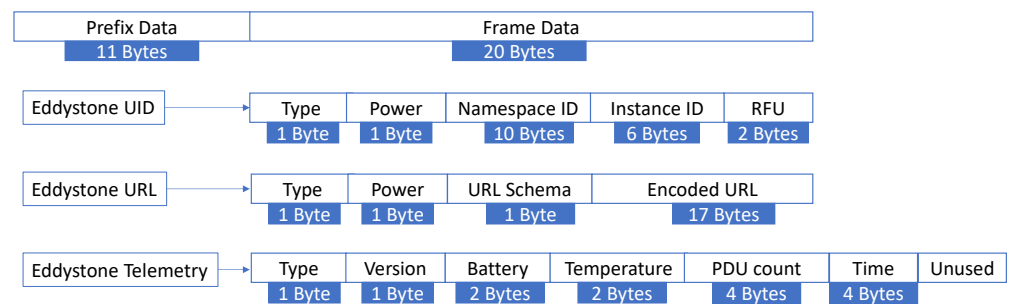 Prefix Data Frame Data
11 Bytes 20 Bytes
Eddystone UID Type Power Namespace ID Instance ID RFU
1 Byte 1 Byte 10 Bytes 6 Bytes 2 Bytes
Eddystone URL Type Power URL Schema Encoded URL
1 Byte 1 Byte 1 Byte 17 Bytes
Eddystone Telemetry Type Version Battery Temperature PDU count Time Unused
1 Byte 1 Byte 2 Bytes 2 Bytes 4 Bytes 4 Bytes